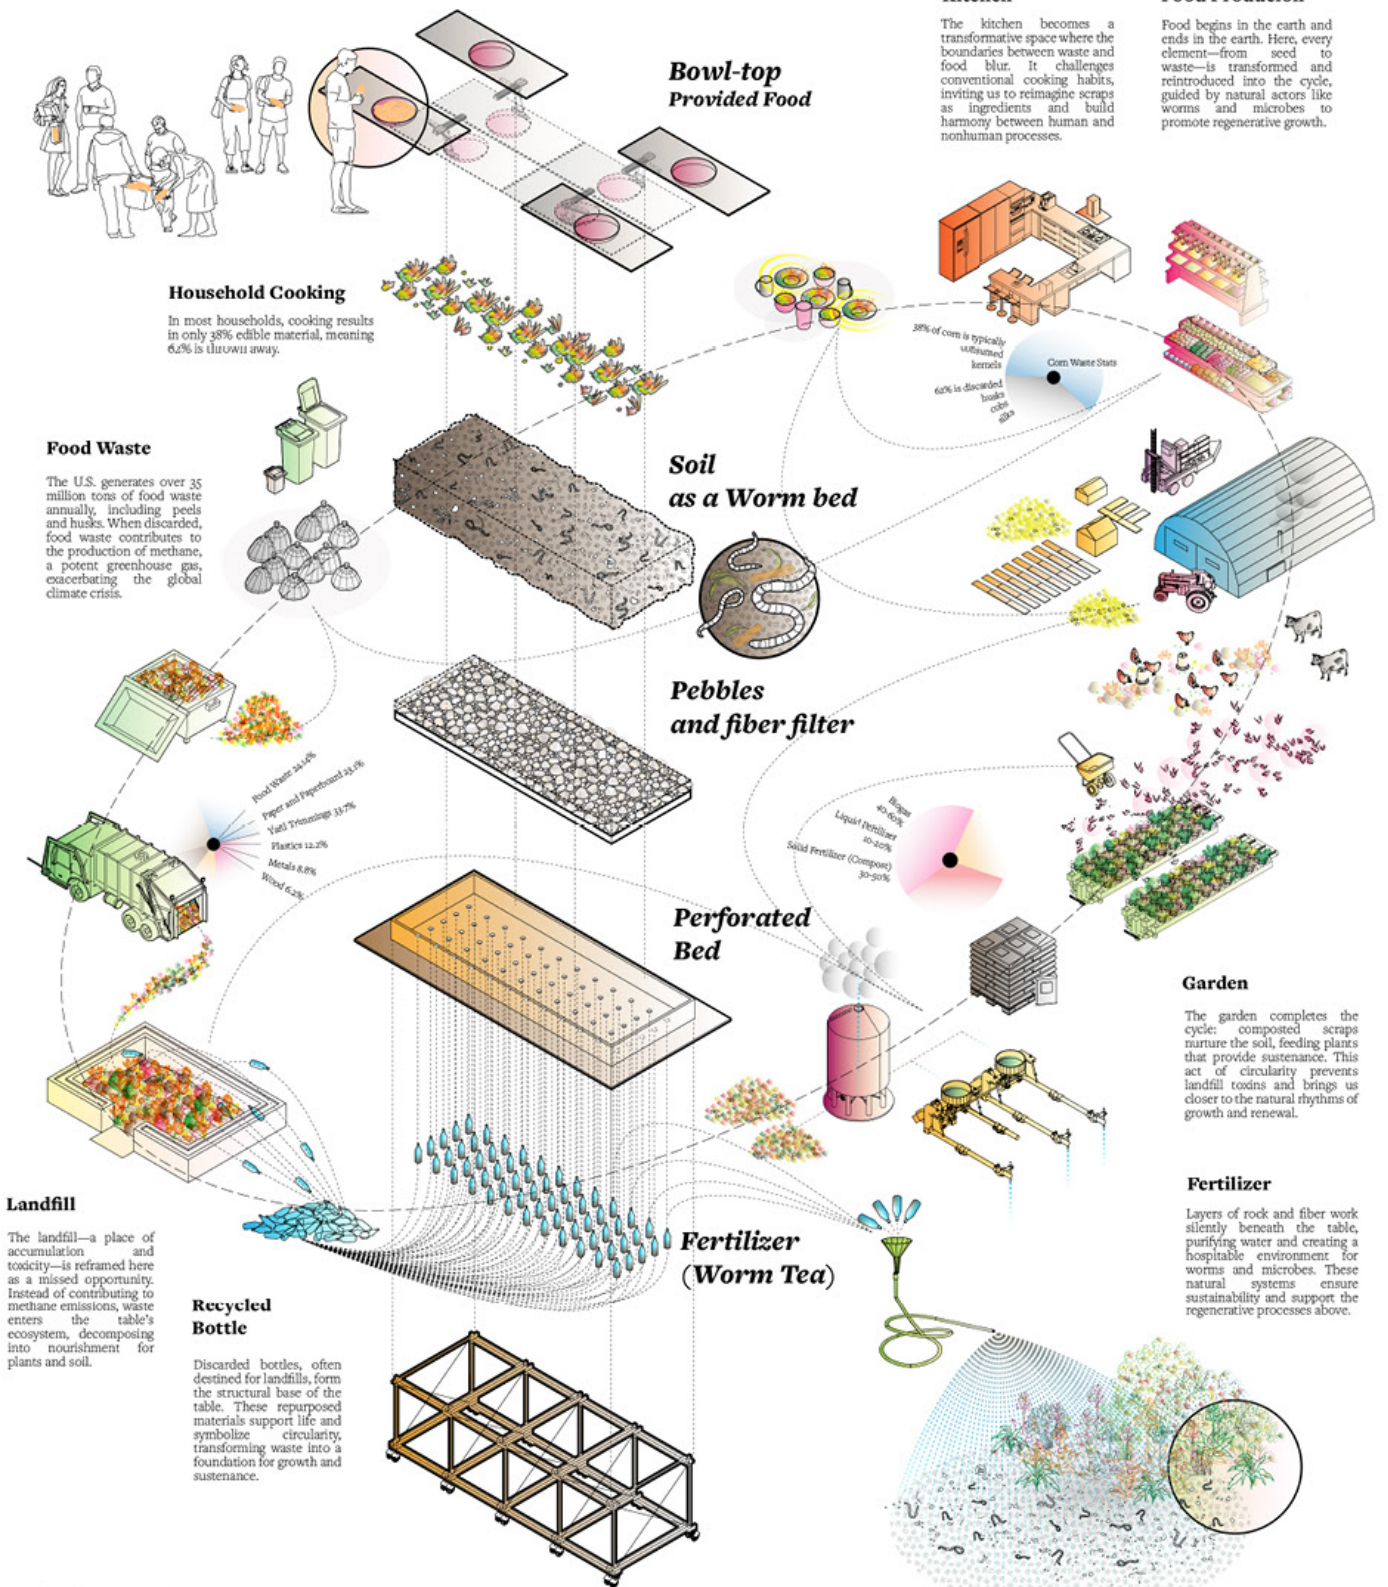 Kitchen
The kitchen becomes a
transformative space where the
boundaries between waste and
food blur. It challenges
conventional cooking habits,
inviting us to reimagine scraps
as ingredients and build
harmony between human and
nonhuman processes.
Food begins in the earth and
ends in the earth. Here, every
element—from seed to
waste—is transformed and
reintroduced into the cycle,
guided by natural actors like
worms and microbes to
promote regenerative growth.
Bowl-top
Provided Food
Household Cooking
In most households, cooking results
in only 38% edible material, meaning
62% is thrown away.
38% of corn is typically
kernels
Corn Waste Stats
62% is discarded
husks
cobs
silks
Food Waste
The U.S. generates over 35
million tons of food waste
annually, including peels
and husks. When discarded,
food waste contributes to
the production of methane,
a potent greenhouse gas,
exacerbating the global
climate crisis.
Soil
as a Worm bed
Pebbles
and fiber filter
Food Waste 24.14%
Paper and Paperboard 23.1%
Yard Trimmings 33.7%
Plastics 12.2%
Metals 8.8%
Wood 6.2%
Biogas
40-60%
Liquid Fertilizer
10-20%
Solid Fertilizer (Compost)
30-50%
Perforated
Bed
Garden
The garden completes the
cycle: composted scraps
nurture the soil, feeding plants
that provide sustenance. This
act of circularity prevents
landfill toxins and brings us
closer to the natural rhythms of
growth and renewal.
Landfill
The landfill—a place of
accumulation and
toxicity—is reframed here
as a missed opportunity.
Instead of contributing to
methane emissions, waste
enters the table's
ecosystem, decomposing
into nourishment for
plants and soil.
Fertilizer
(Worm Tea)
Fertilizer
Layers of rock and fiber work
silently beneath the table,
purifying water and creating a
hospitable environment for
worms and microbes. These
natural systems ensure
sustainability and support the
regenerative processes above.
Recycled
Bottle
Discarded bottles, often
destined for landfills, form
the structural base of the
table. These repurposed
materials support life and
symbolize circularity,
transforming waste into a
foundation for growth and
sustenance.